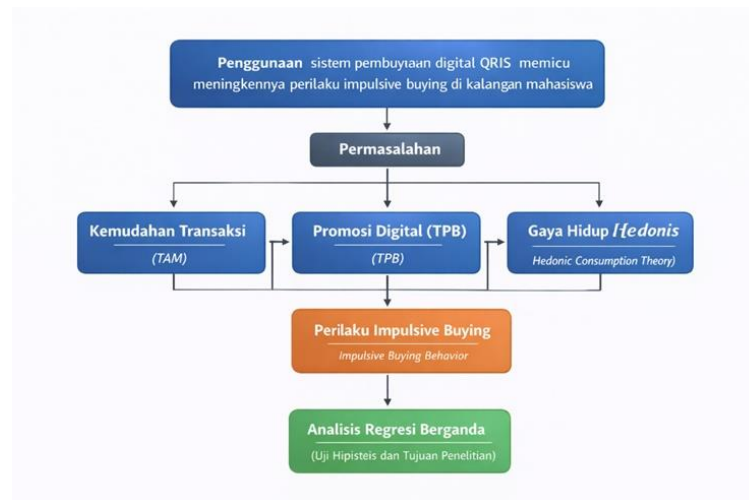 Penggunaan sistem pembuyıaan digital QRIS memicu
meningkennya perilaku impulsive buying di kalangan mahasiswa
Permasalahan
Kemudahan Transaksi
(TAM)
Promosi Digital (TPB)
(TPB)
Gaya Hidup Hedonis
Hedonic Consumption Theory)
Perilaku Impulsive Buying
Impulsive Buying Behavior
Analisis Regresi Berganda
(Uji Hipisteis dan Tujuan Penelitian)